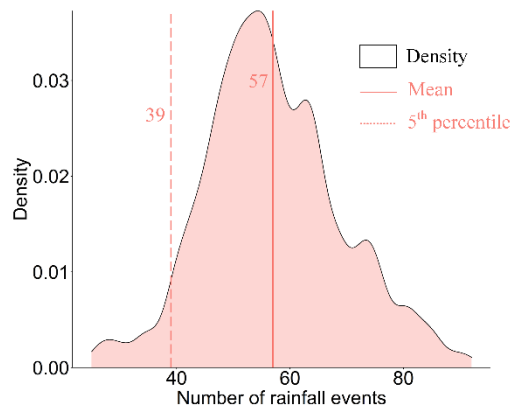 0.03
0.02
0.01
0.00
Density
39
57
Density
Mean
5th percentile
40
60
80
Number of rainfall events